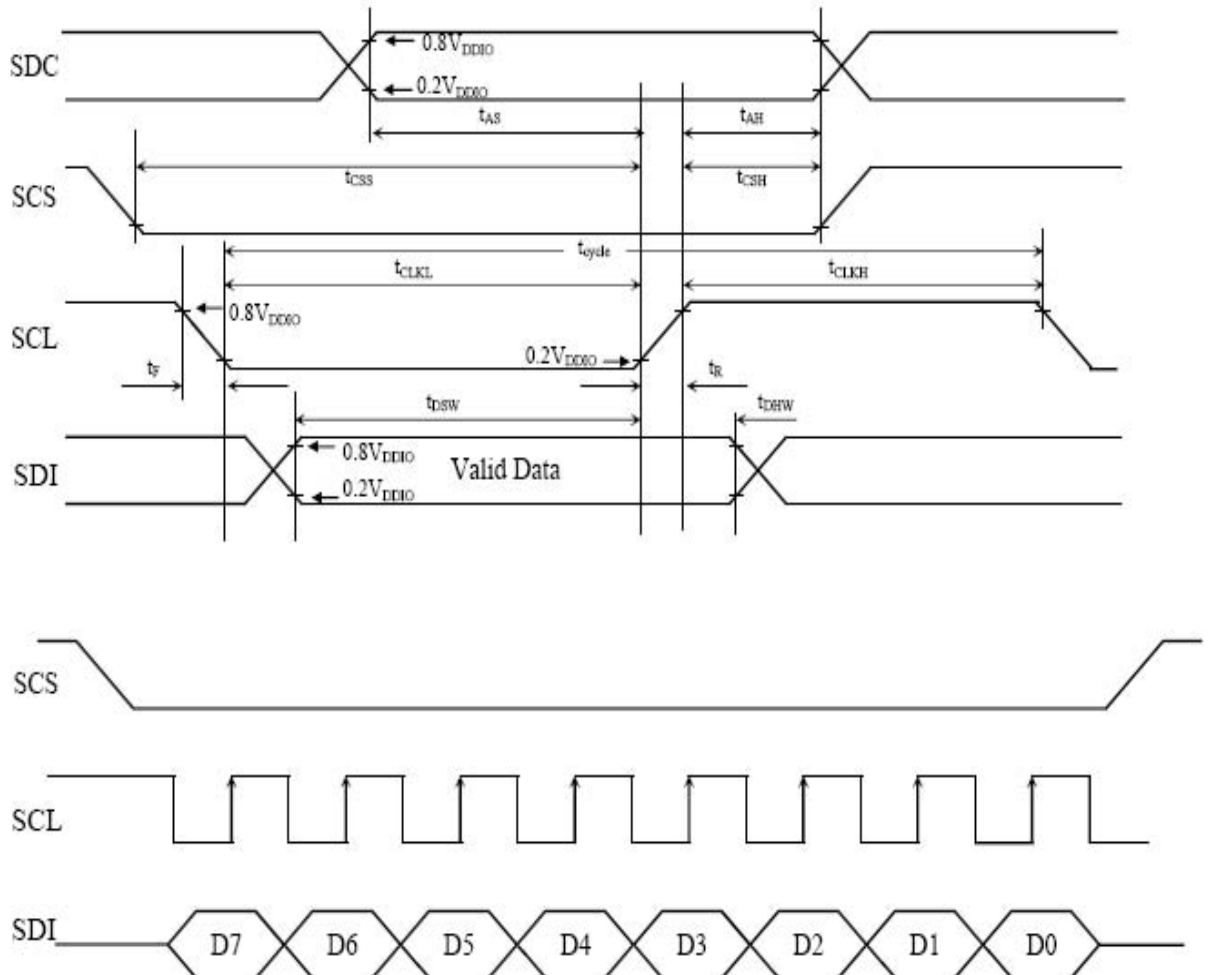 SDC
0.8VDDIO
0.2VDDIO
tAS
tAH
SCS
tCSS
tCSH
tcycle
tCLKL
tCLKH
SCL
0.8VDDIO
0.2VDDIO
tF
tR
tDSW
tDHW
SDI
0.8VDDIO
0.2VDDIO
Valid Data
SCS
SCL
SDI
D7 D6 D5 D4 D3 D2 D1 D0